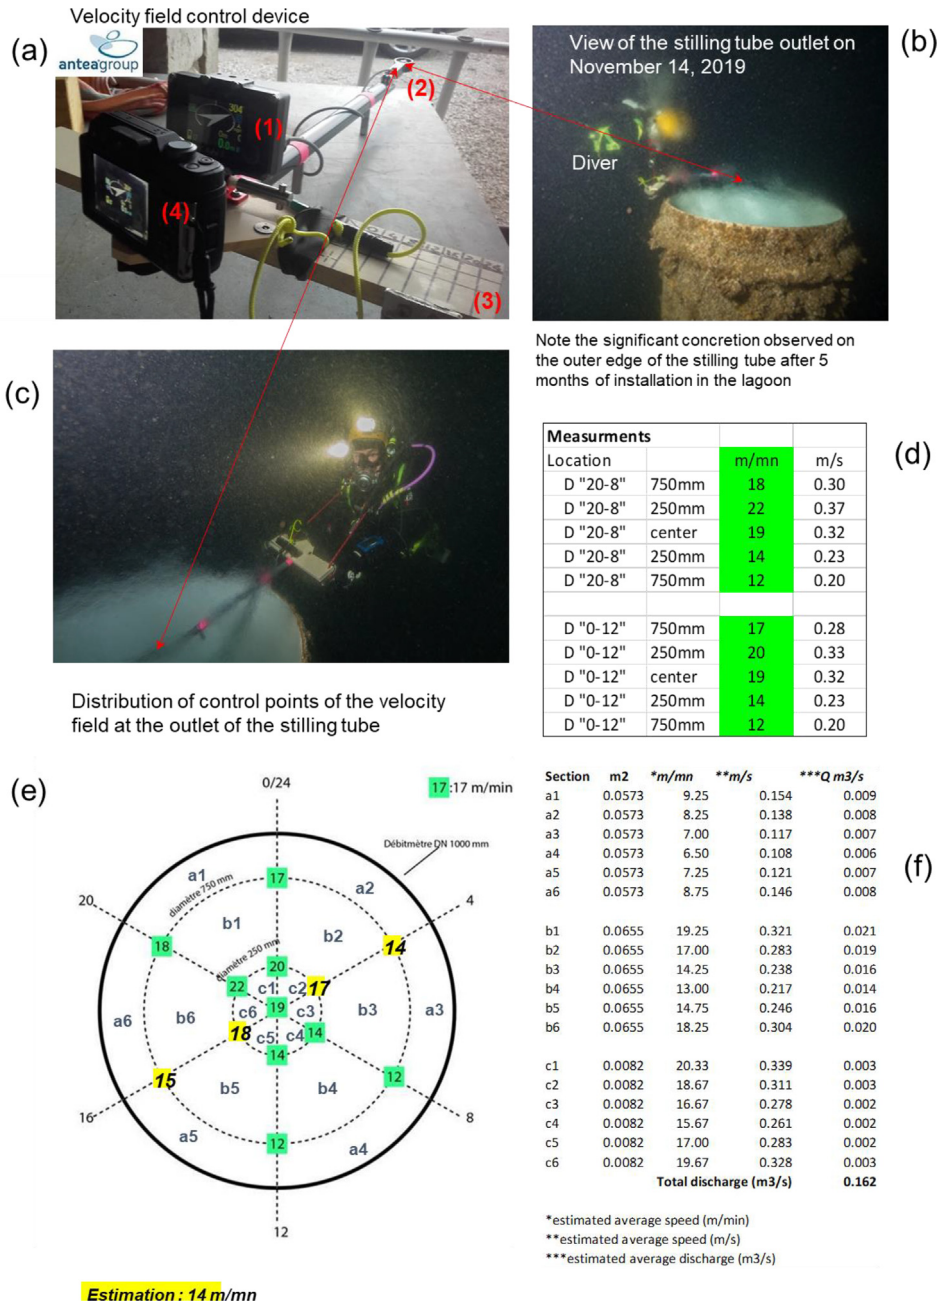 Velocity field control device
(a)
anteagroup
(1)
(2)
(3)
(4)
(b)
View of the stilling tube outlet on
November 14, 2019
Diver
Note the significant concretion observed on
the outer edge of the stilling tube after 5
months of installation in the lagoon
(c)
Distribution of control points of the velocity
field at the outlet of the stilling tube
(d)
Measurments
Location m/mn m/s
D "20-8" 750mm 18 0.30
D "20-8" 250mm 22 0.37
D "20-8" center 19 0.32
D "20-8" 250mm 14 0.23
D "20-8" 750mm 12 0.20
D "0-12" 750mm 17 0.28
D "0-12" 250mm 20 0.33
D "0-12" center 19 0.32
D "0-12" 250mm 14 0.23
D "0-12" 750mm 12 0.20
(e)
0/24
17 :17 m/min
Débitmètre DN 1000 mm
a1
17
a2
diamètre 750 mm
20
4
b1
b2
18
14
diamètre 250 mm
20
22
c1
c2
17
a6
b6
c6
19
c3
b3
a3
18
c5
c4
14
14
15
12
b5
b4
16
8
a5
12
a4
12
Estimation : 14 m/mn
(f)
Section m2 *m/mn **m/s ***Q m3/s
a1 0.0573 9.25 0.154 0.009
a2 0.0573 8.25 0.138 0.008
a3 0.0573 7.00 0.117 0.007
a4 0.0573 6.50 0.108 0.006
a5 0.0573 7.25 0.121 0.007
a6 0.0573 8.75 0.146 0.008
b1 0.0655 19.25 0.321 0.021
b2 0.0655 17.00 0.283 0.019
b3 0.0655 14.25 0.238 0.016
b4 0.0655 13.00 0.217 0.014
b5 0.0655 14.75 0.246 0.016
b6 0.0655 18.25 0.304 0.020
c1 0.0082 20.33 0.339 0.003
c2 0.0082 18.67 0.311 0.003
c3 0.0082 16.67 0.278 0.002
c4 0.0082 15.67 0.261 0.002
c5 0.0082 17.00 0.283 0.002
c6 0.0082 19.67 0.328 0.003
Total discharge (m3/s) 0.162
*estimated average speed (m/min)
**estimated average speed (m/s)
***estimated average discharge (m3/s)